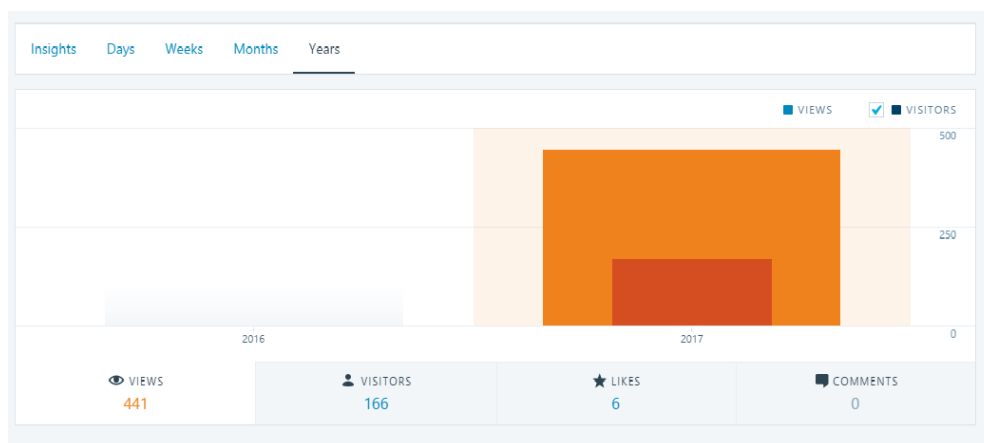 Insights Days Weeks Months Years
VIEWS VISITORS
500
250
0
2016 2017
VIEWS VISITORS LIKES COMMENTS
441 166 6 0